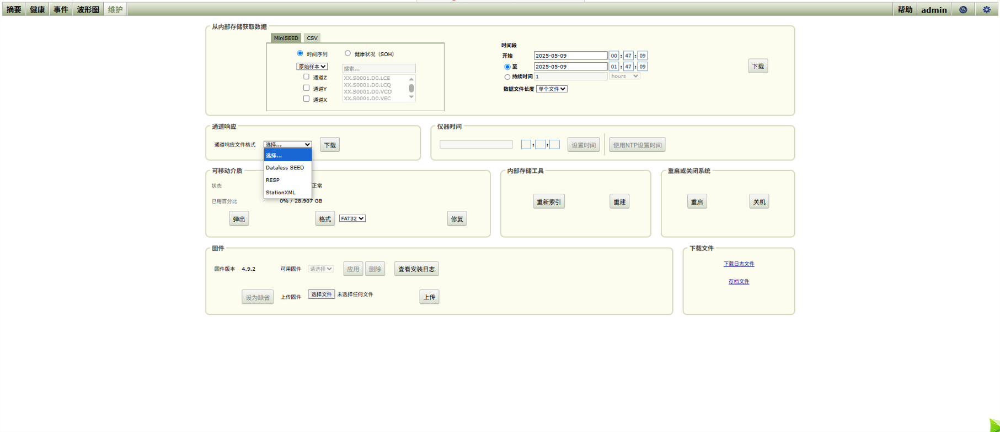 摘要 健康 事件 波形图 维护 帮助 admin
从内部存储获取数据
MiniSEED CSV
时间序列 健康状况（SOH）
原始样本
搜索...
通道Z
通道Y
通道X
XX.S0001.D0.LCE
XX.S0001.D0.LCQ
XX.S0001.D0.VCO
XX.S0001.D0.VEC
时间段
开始 2025-05-09 00 : 47 : 09
至 2025-05-09 01 : 47 : 09
持续时间 1 hours
数据文件长度 单个文件
下载
通道响应
通道响应文件格式 选择... 下载
选择...
Dataless SEED
RESP
StationXML
仪器时间
: : 设置时间 使用NTP设置时间
可移动介质
状态 正常
已用百分比 0% / 28.907 GB
弹出 格式 FAT32 修复
内部存储工具
重新索引 重建
重启或关闭系统
重启 关机
固件
固件版本 4.9.2 可用固件 请选择 应用 删除 查看安装日志
设为缺省 上传固件 选择文件 未选择任何文件 上传
下载文件
下载日志文件
存档文件